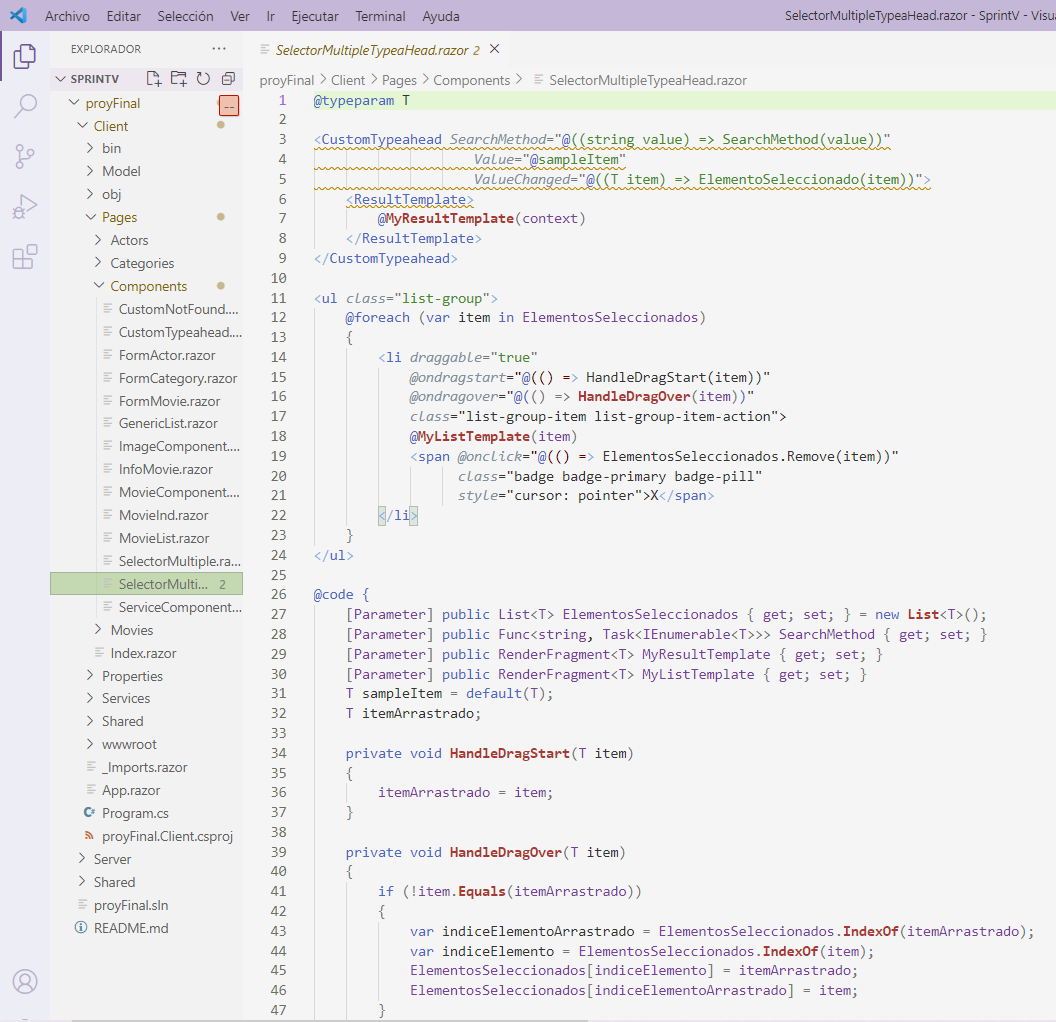 Archivo Editar Selección Ver Ir Ejecutar Terminal Ayuda
SelectorMultipleTypeaHead.razor - SprintV - Visua
EXPLORADOR
SPRINTV
proyFinal
Client
bin
Model
obj
Pages
Actors
Categories
Components
CustomNotFound....
CustomTypeahead....
FormActor.razor
FormCategory.razor
FormMovie.razor
GenericList.razor
ImageComponent....
InfoMovie.razor
MovieComponent....
MovieInd.razor
MovieList.razor
SelectorMultiple.ra...
SelectorMulti... 2
ServiceComponent...
Movies
Index.razor
Properties
Services
Shared
wwwroot
_Imports.razor
App.razor
Program.cs
proyFinal.Client.csproj
Server
Shared
proyFinal.sln
README.md
SelectorMultipleTypeaHead.razor 2
proyFinal > Client > Pages > Components > SelectorMultipleTypeaHead.razor
1 @typeparam T
2
3 <CustomTypeahead SearchMethod="@((string value) => SearchMethod(value))"
4 Value="@sampleItem"
5 ValueChanged="@((T item) => ElementoSeleccionado(item))">
6 <ResultTemplate>
7 @MyResultTemplate(context)
8 </ResultTemplate>
9 </CustomTypeahead>
10
11 <ul class="list-group">
12 @foreach (var item in ElementosSeleccionados)
13 {
14 <li draggable="true"
15 @ondragstart="@(() => HandleDragStart(item))"
16 @ondragover="@(() => HandleDragOver(item))"
17 class="list-group-item list-group-item-action">
18 @MyListTemplate(item)
19 <span @onclick="@(() => ElementosSeleccionados.Remove(item))"
20 class="badge badge-primary badge-pill"
21 style="cursor: pointer">X</span>
22 </li>
23 }
24 </ul>
25
26 @code {
27 [Parameter] public List<T> ElementosSeleccionados { get; set; } = new List<T>();
28 [Parameter] public Func<string, Task<IEnumerable<T>>> SearchMethod { get; set; }
29 [Parameter] public RenderFragment<T> MyResultTemplate { get; set; }
30 [Parameter] public RenderFragment<T> MyListTemplate { get; set; }
31 T sampleItem = default(T);
32 T itemArrastrado;
33
34 private void HandleDragStart(T item)
35 {
36 itemArrastrado = item;
37 }
38
39 private void HandleDragOver(T item)
40 {
41 if (!item.Equals(itemArrastrado))
42 {
43 var indiceElementoArrastrado = ElementosSeleccionados.IndexOf(itemArrastrado);
44 var indiceElemento = ElementosSeleccionados.IndexOf(item);
45 ElementosSeleccionados[indiceElemento] = itemArrastrado;
46 ElementosSeleccionados[indiceElementoArrastrado] = item;
47 }